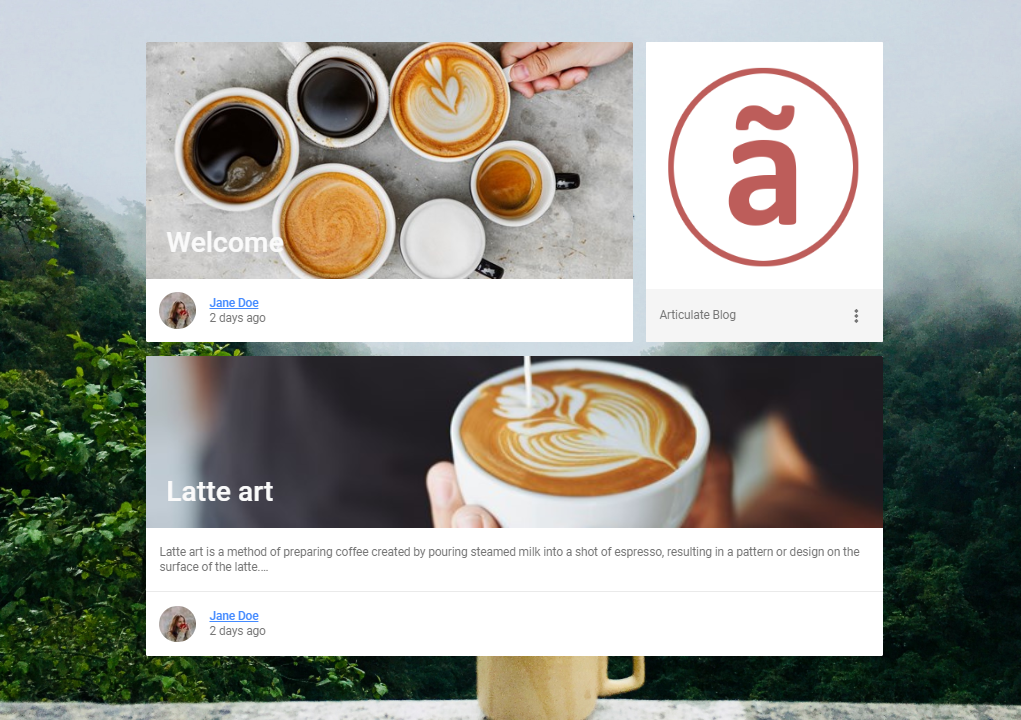 Welcome
Jane Doe
2 days ago
ã
Articulate Blog
Latte art
Latte art is a method of preparing coffee created by pouring steamed milk into a shot of espresso, resulting in a pattern or design on the
surface of the latte....
Jane Doe
2 days ago